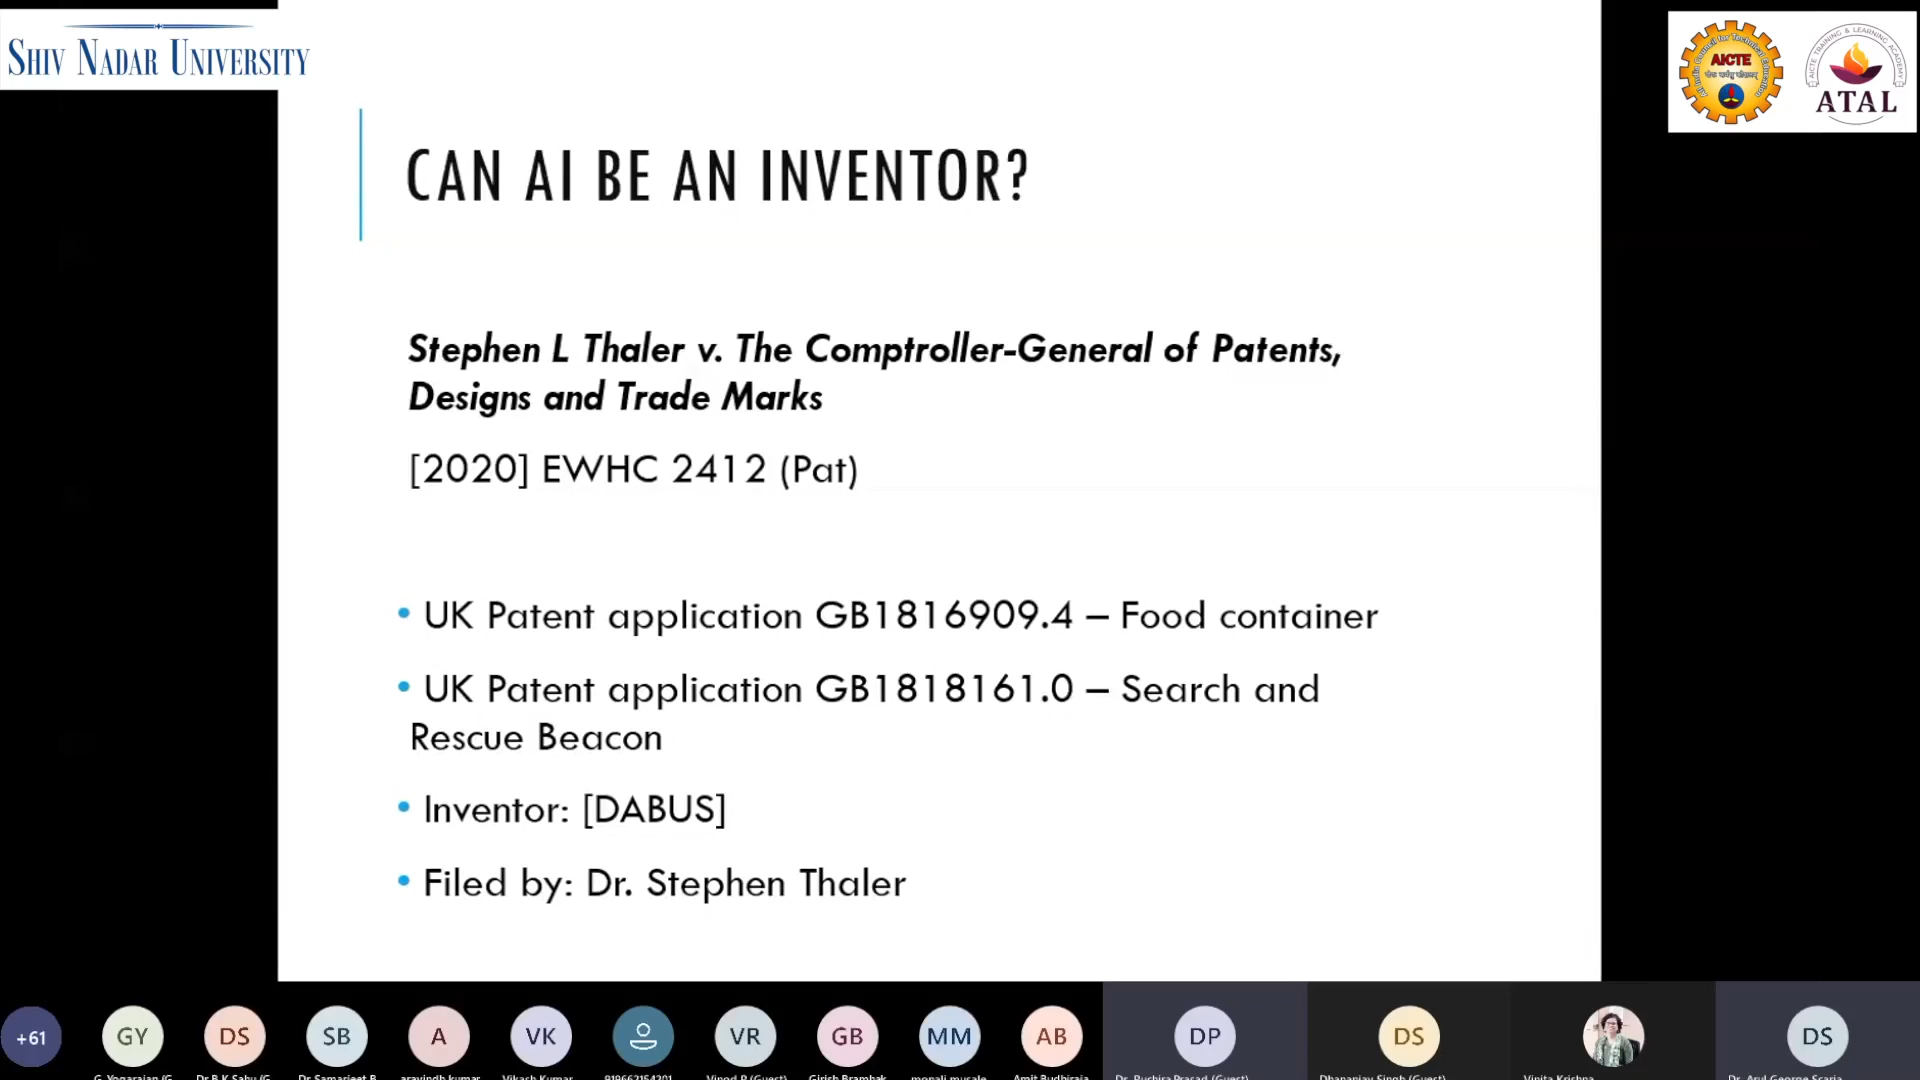 SHIV NADAR UNIVERSITY
AICTE
ATAL
CAN AI BE AN INVENTOR?
Stephen L Thaler v. The Comptroller-General of Patents,
Designs and Trade Marks
[2020] EWHC 2412 (Pat)
• UK Patent application GB1816909.4 – Food container
• UK Patent application GB1818161.0 – Search and
Rescue Beacon
• Inventor: [DABUS]
• Filed by: Dr. Stephen Thaler
+61
GY
DS
SB
A
VK
VR
GB
MM
AB
DP
DS
DS